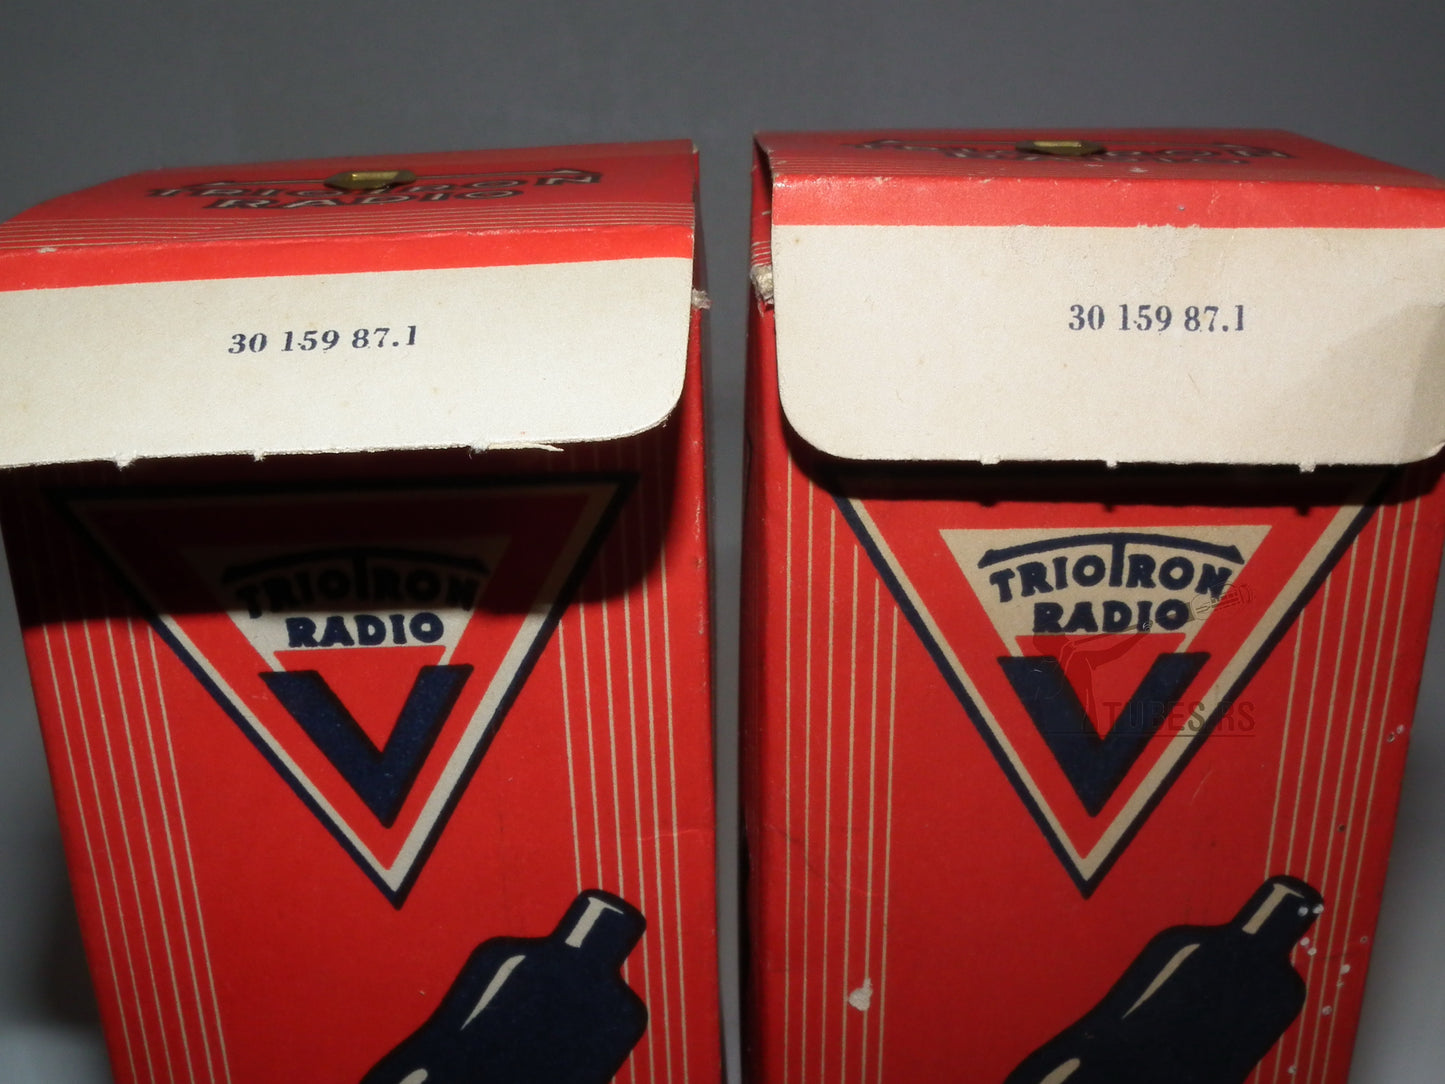 TRIOTRON
RADIO
30 159 87.1
TRIOTRON
RADIO
V
TRIOTRON
RADIO
30 159 87.1
TRIOTRON
RADIO
V
TUBES.RS